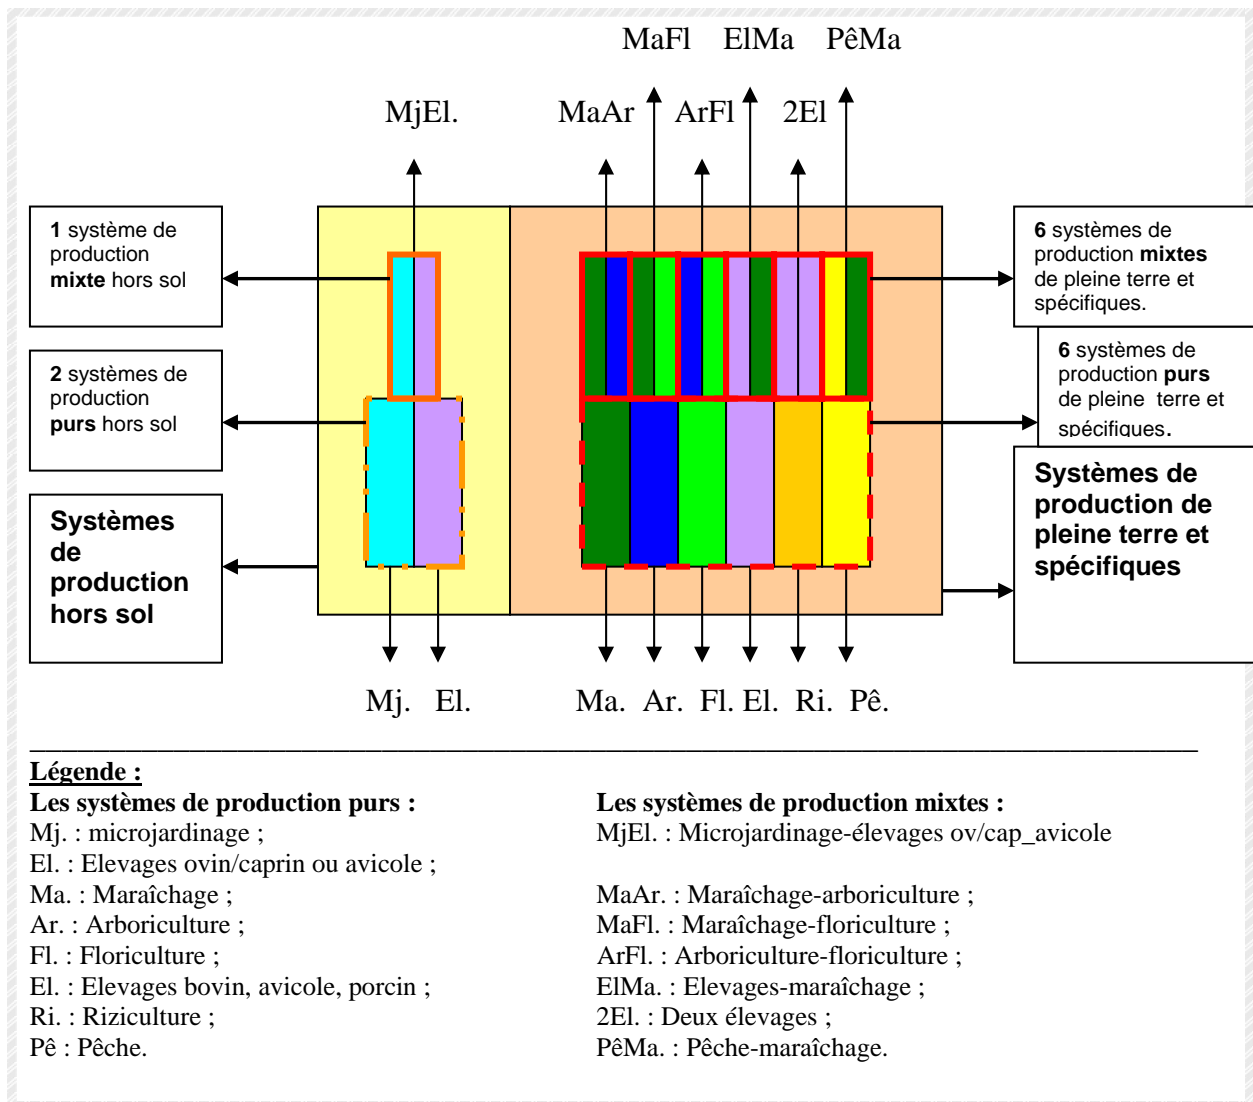 MaFl ElMa PêMa
MjEl. MaAr ArFl 2El
1 système de
production
mixte hors sol
2 systèmes de
production
purs hors sol
Systèmes
de
production
hors sol
6 systèmes de
production mixtes
de pleine terre et
spécifiques.
6 systèmes de
production purs
de pleine terre et
spécifiques.
Systèmes de
production de
pleine terre et
spécifiques
Mj. El. Ma. Ar. Fl. El. Ri. Pê.
Légende :
Les systèmes de production purs :
Mj. : microjardinage ;
El. : Elevages ovin/caprin ou avicole ;
Ma. : Maraîchage ;
Ar. : Arboriculture ;
Fl. : Floriculture ;
El. : Elevages bovin, avicole, porcin ;
Ri. : Riziculture ;
Pê : Pêche.
Les systèmes de production mixtes :
MjEl. : Microjardinage-élevages ov/cap_avicole
MaAr. : Maraîchage-arboriculture ;
MaFl. : Maraîchage-floriculture ;
ArFl. : Arboriculture-floriculture ;
ElMa. : Elevages-maraîchage ;
2El. : Deux élevages ;
PêMa. : Pêche-maraîchage.